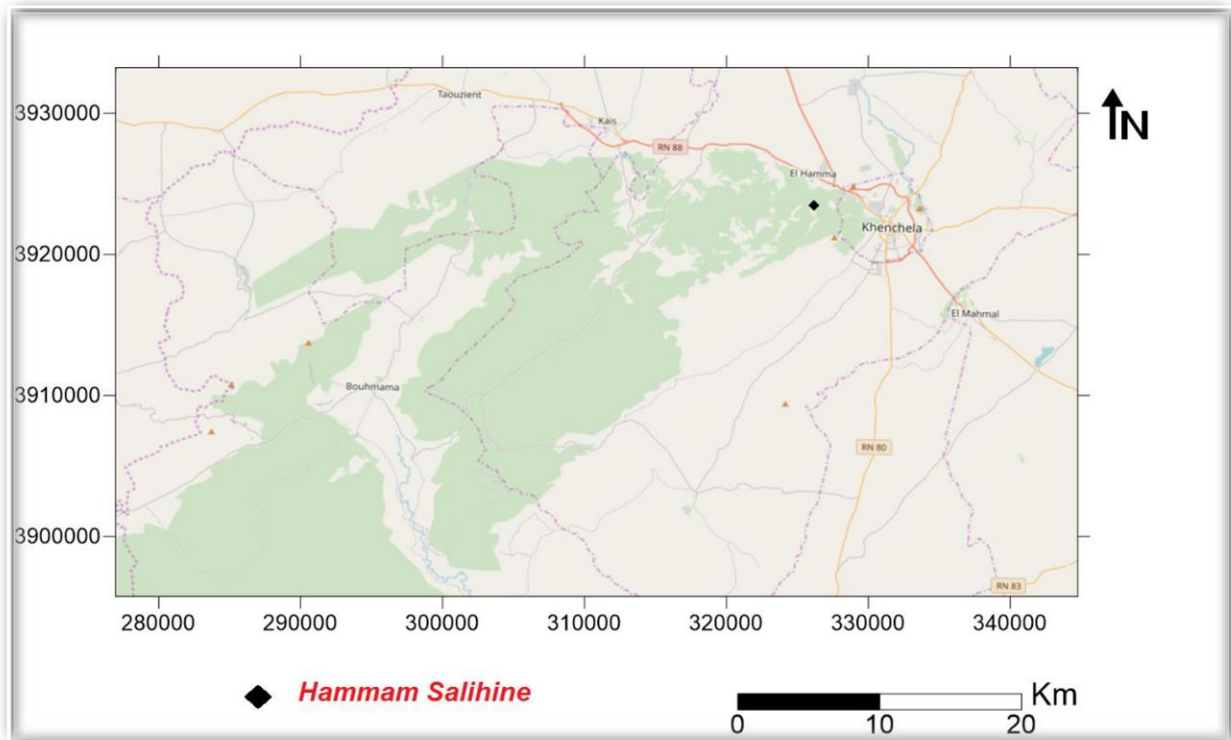 N
3930000
3920000
3910000
3900000
Taouzient
Kais
RN 88
El Hamma
Khenchela
El Mahmal
Bouhmama
RN 80
RN 83
280000 290000 300000 310000 320000 330000 340000
Hammam Salihine
Km
0 10 20